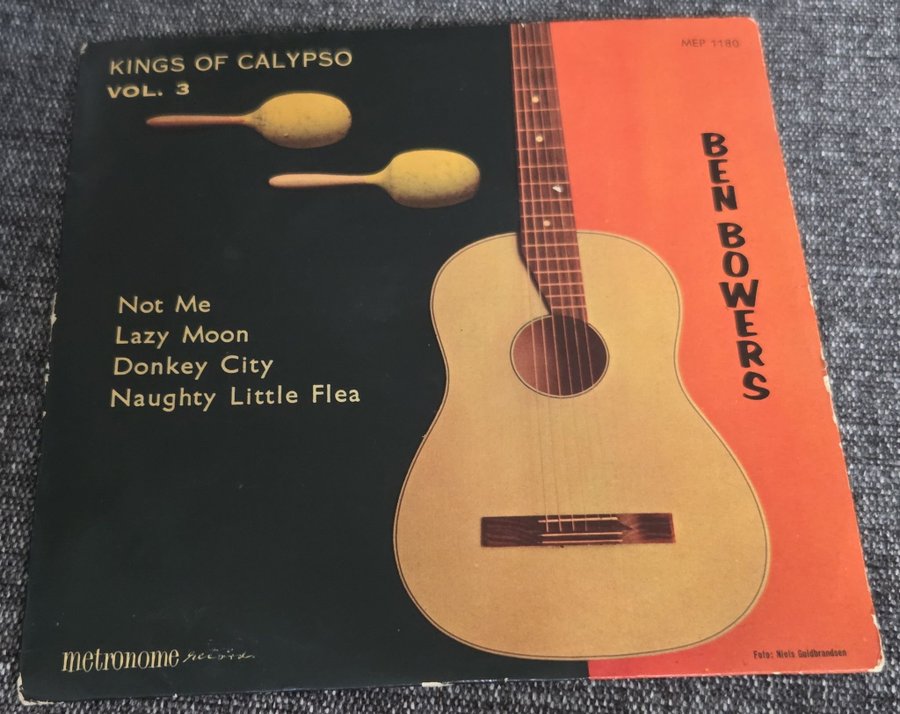 KINGS OF CALYPSO
VOL. 3
MEP 1180
BEN BOWERS
Not Me
Lazy Moon
Donkey City
Naughty Little Flea
metronome record
Foto: Niels Guldbrandsen